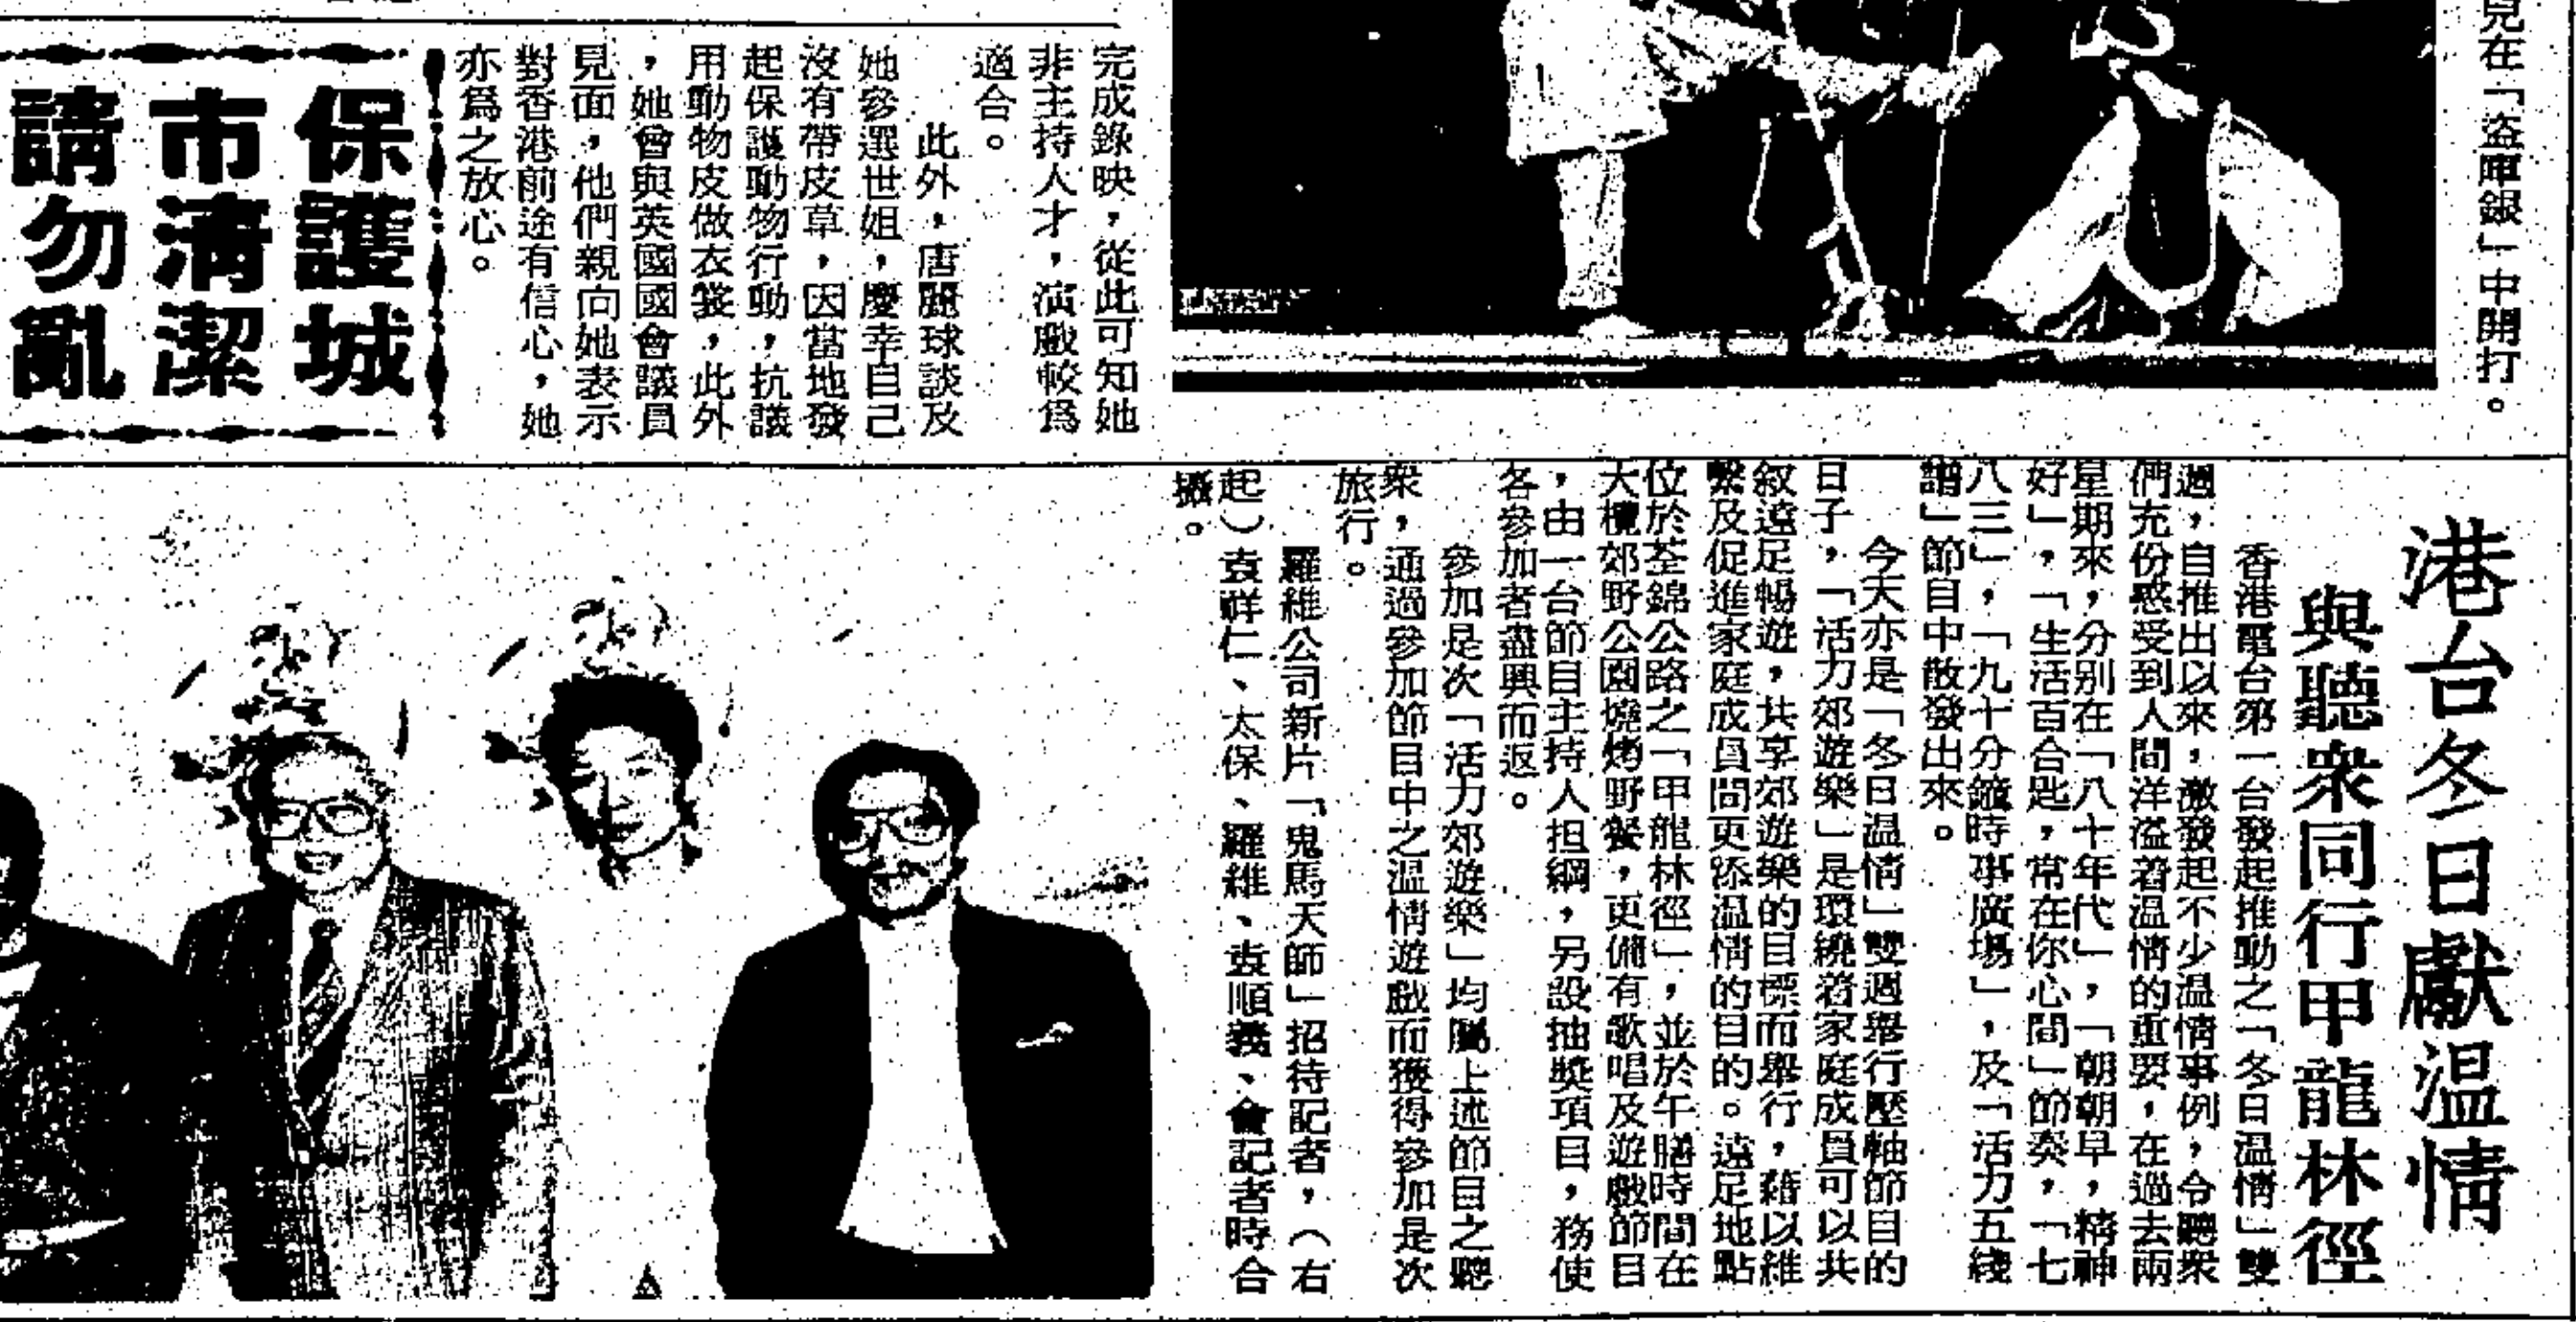 見在「盗庫銀」中開打。
完成錄映，從此可知她
非主持人才，演戲較爲
適合。
此外，唐麗球談及
她參選世姐，慶幸自己
沒有帶皮草，因當地發
起保護動物行動，抗議
用動物皮做衣裳，此外
，她曾與英國國會議員
見面，他們親向她表示
對香港前途有信心，她
亦爲之放心。
保護城
市清潔
請勿亂
港台冬日獻温情
與聽衆同行甲龍林徑
香港電台第一台發起推動之「冬日温情」雙
週，自推出以來，激發起不少温情事例，令聽衆
們充份感受到人間洋溢着温情的重要，在過去兩
星期來，分別在「八十年代」，「朝朝早，精神
好」，「生活百合匙，常在你心間」節奏，「七
八三」，「九十分鐘時事廣場」，及「活力五綫
譜」節目中散發出來。
今天亦是「冬日温情」雙週舉行壓軸節目的
日子，「活力郊遊樂」是環繞着家庭成員可以共
敘遠足暢遊，共享郊遊樂的目標而舉行，藉以維
繫及促進家庭成員間更添温情的目的。遠足地點
位於荃錦公路之「甲龍林徑」，並於午膳時間在
大欖郊野公園燒烤野餐，更備有歌唱及遊戲節目
，由一台節目主持人担綱，另設抽獎項目，務使
各參加者盡興而返。
參加是次「活力郊遊樂」均屬上述節目之聽
衆，通過參加節目中之温情遊戲而獲得參加是次
旅行。
羅維公司新片「鬼馬天師」招待記者，（右
起）袁祥仁、太保、羅維、袁順義、會記者時合
攝。